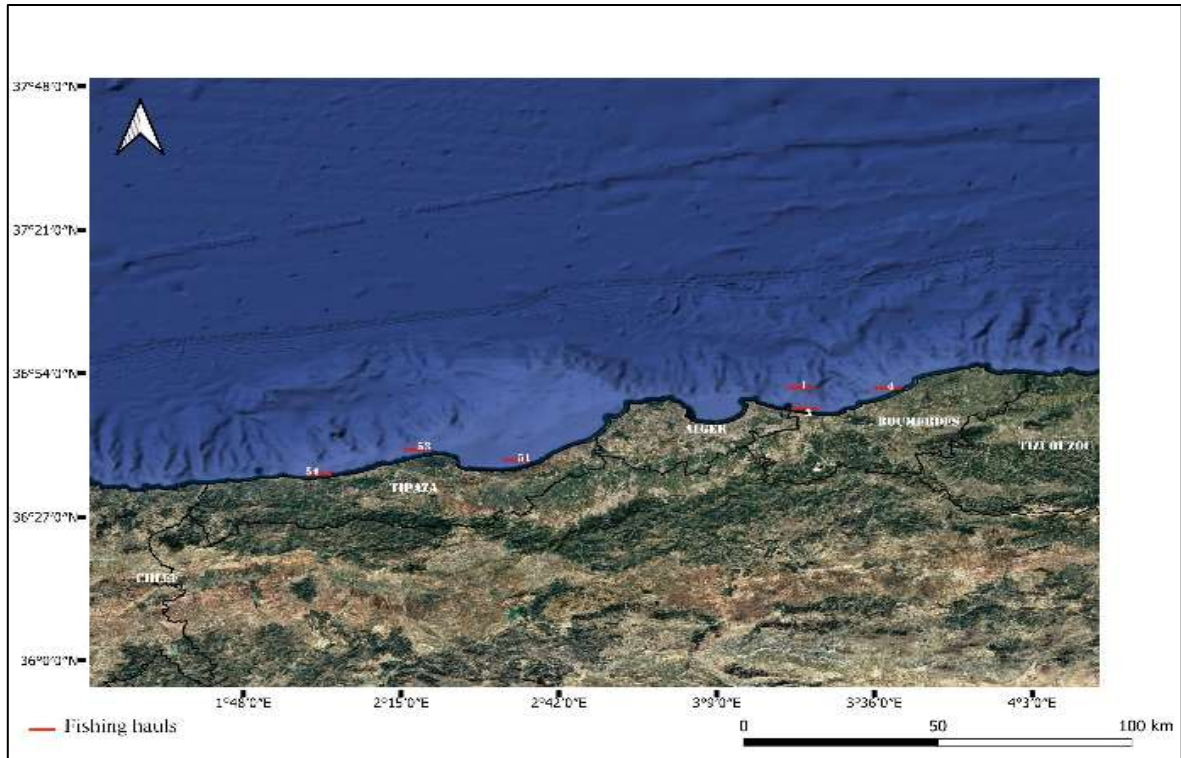 37°48'0"N
37°21'0"N
36°54'0"N
36°27'0"N
36°0'0"N
1
4
3
BOUMERDES
ALGER
TIZI OUZOU
53
51
54
TIPAZA
CHLEF
1°48'0"E
2°15'0"E
2°42'0"E
3°9'0"E
3°36'0"E
4°3'0"E
Fishing hauls
0
50
100 km